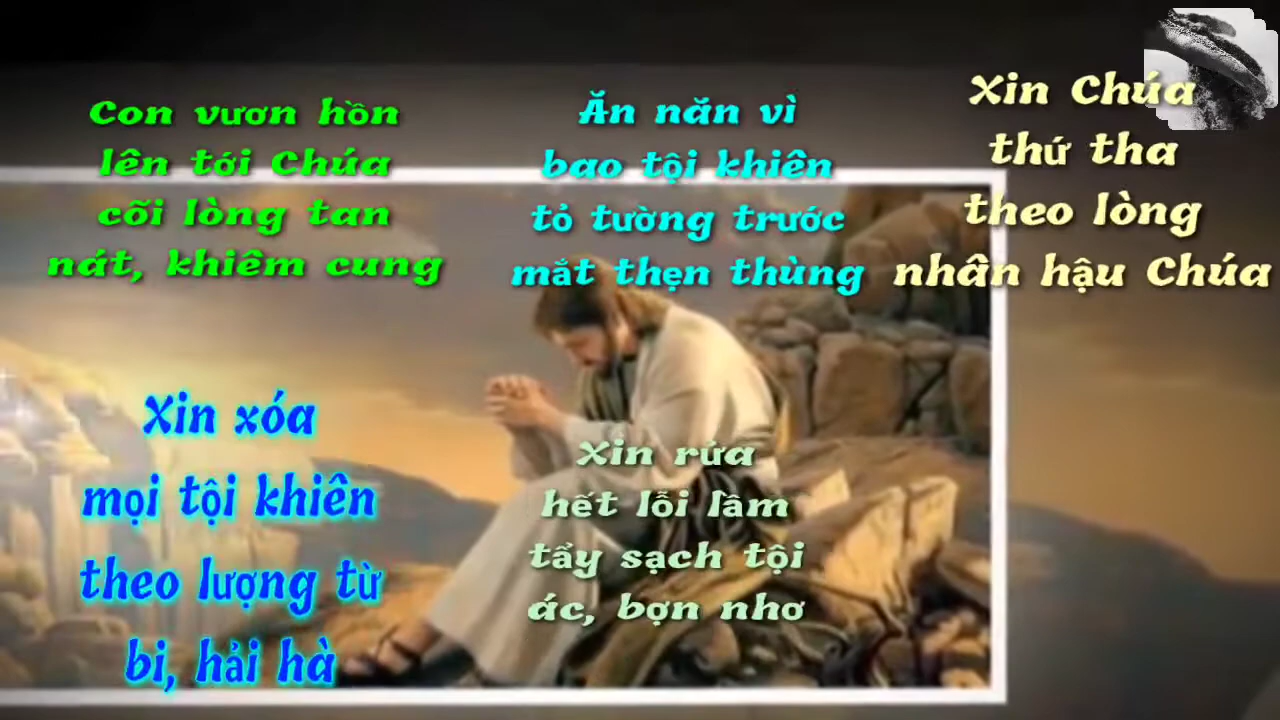 Con vươn hồn
lên tới Chúa
cõi lòng tan
nát, khiêm cung
Ăn năn vì
bao tội khiên
tỏ tường trước
mắt thẹn thùng
Xin Chúa
thứ tha
theo lòng
nhân hậu Chúa
Xin xóa
mọi tội khiên
theo lượng từ
bi, hải hà
Xin rửa
hết lỗi lầm
tẩy sạch tội
ác, bợn nhơ